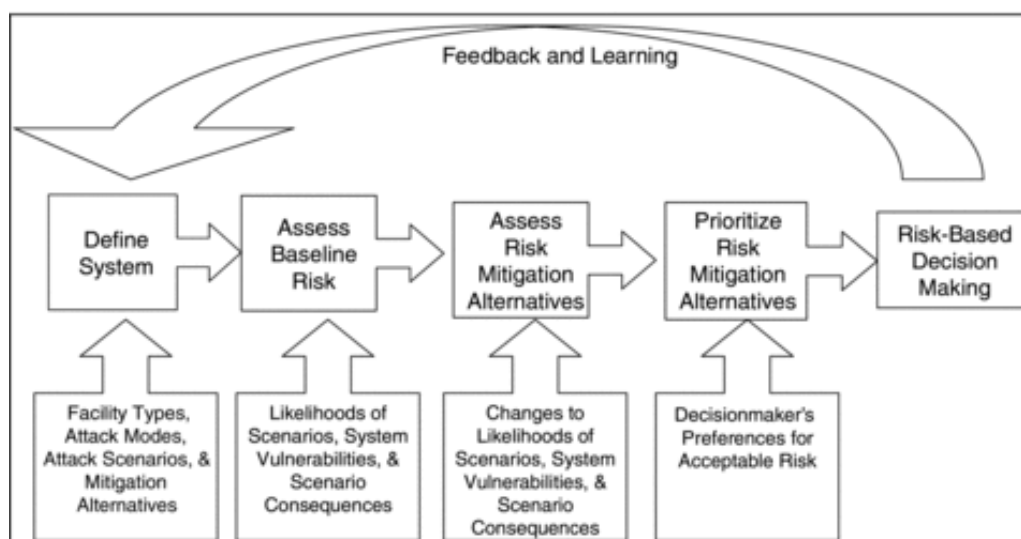 Feedback and Learning
Define
System
Assess
Baseline
Risk
Assess
Risk
Mitigation
Alternatives
Prioritize
Risk
Mitigation
Alternatives
Risk-Based
Decision
Making
Facility Types,
Attack Modes,
Attack Scenarios, &
Mitigation
Alternatives
Likelihoods of
Scenarios, System
Vulnerabilities, &
Scenario
Consequences
Changes to
Likelihoods of
Scenarios, System
Vulnerabilities, &
Scenario
Consequences
Decisionmaker's
Preferences for
Acceptable Risk